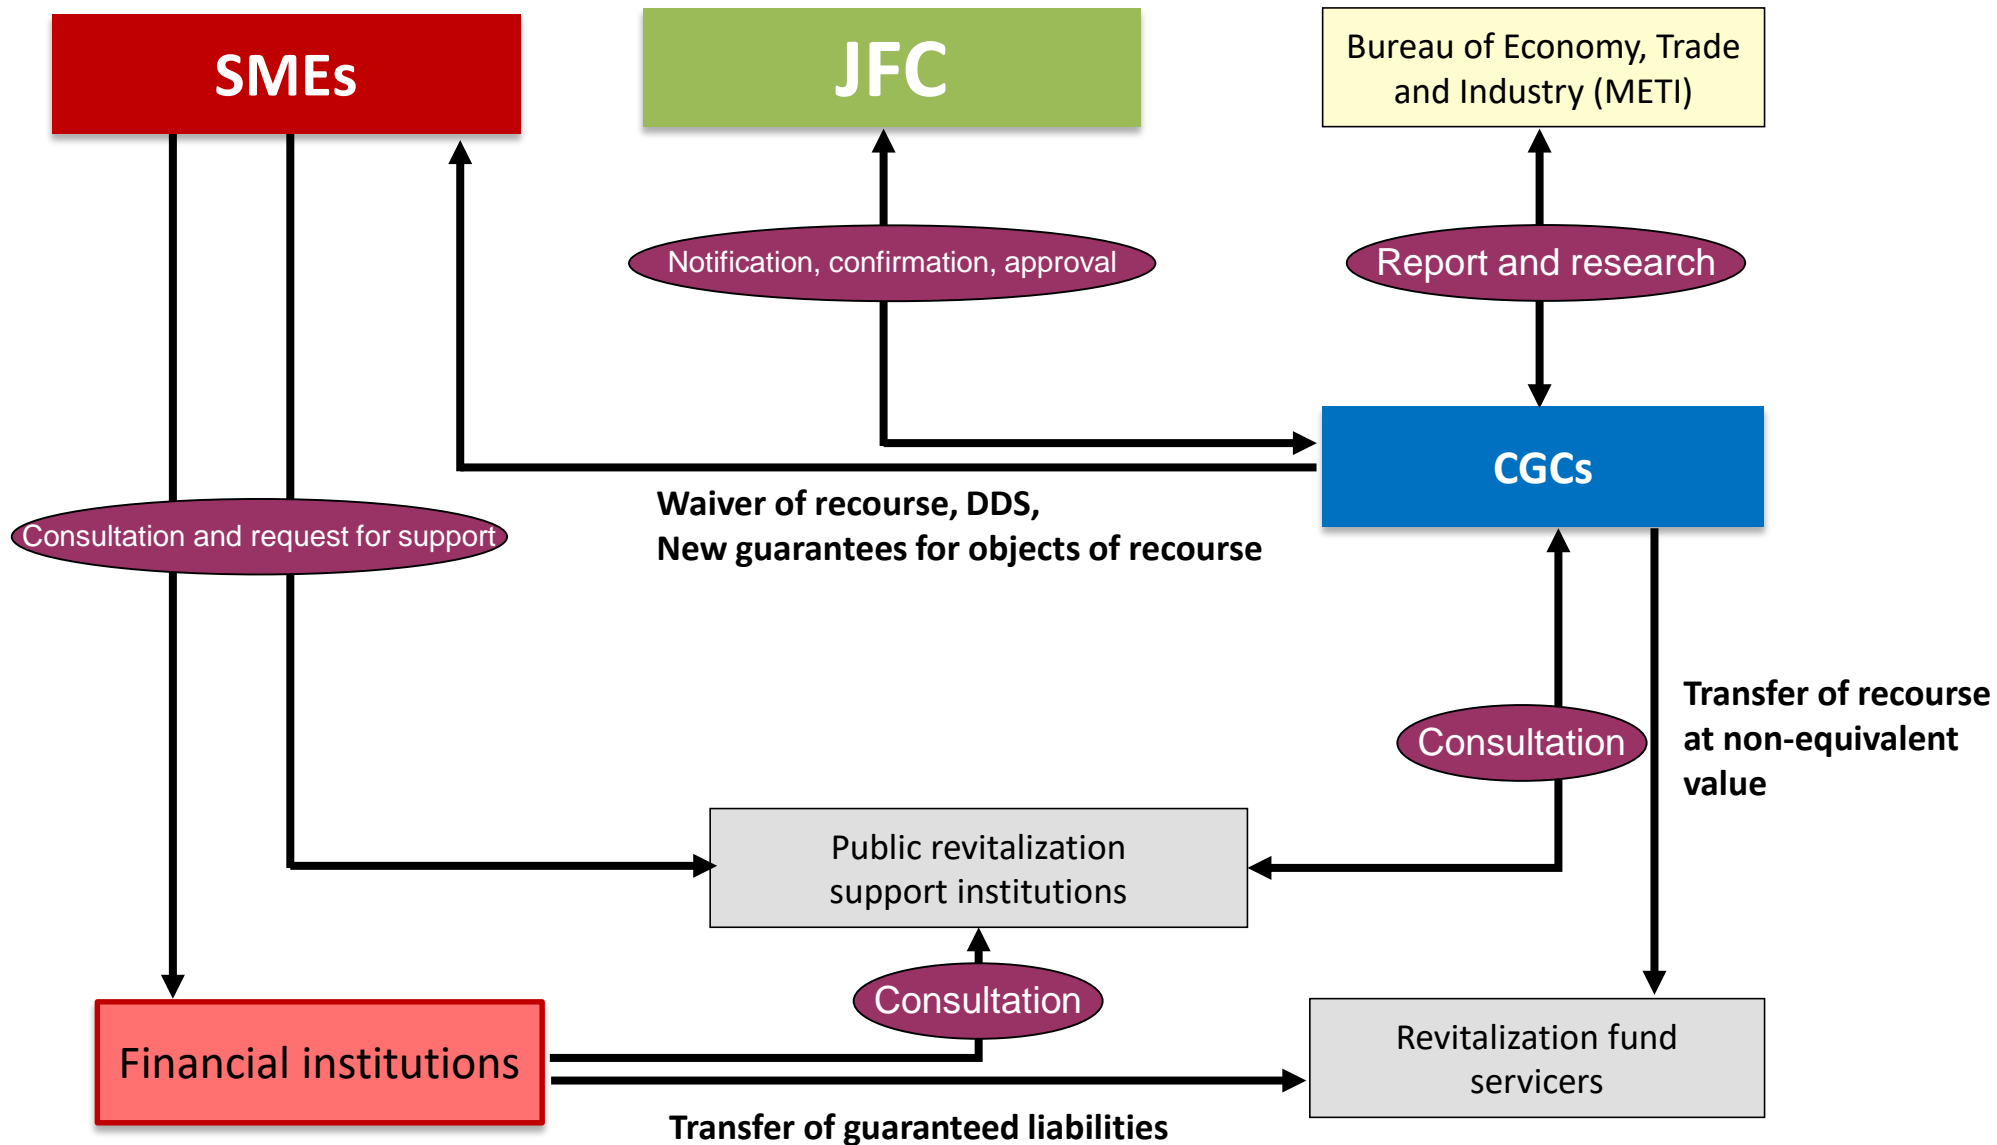 SMEs
JFC
Bureau of Economy, Trade
and Industry (METI)
Notification, confirmation, approval
Report and research
CGCs
Waiver of recourse, DDS,
New guarantees for objects of recourse
Consultation and request for support
Transfer of recourse
at non-equivalent
value
Consultation
Public revitalization
support institutions
Consultation
Financial institutions
Revitalization fund
servicers
Transfer of guaranteed liabilities